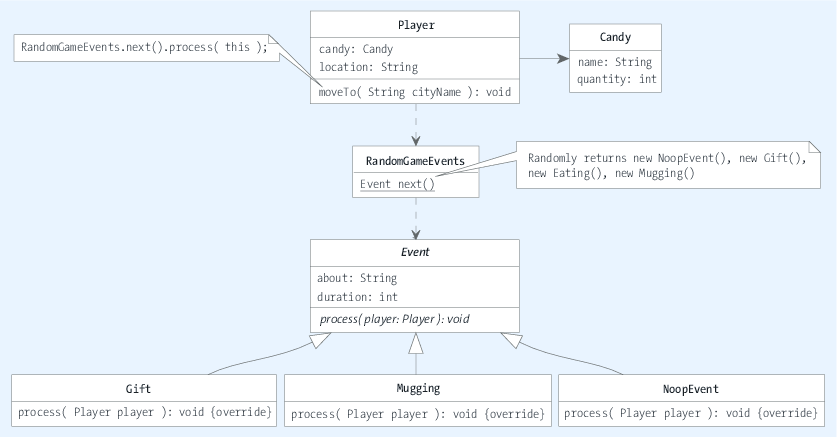 Player
candy: Candy
location: String
moveTo( String cityName ): void
RandomGameEvents.next().process( this );
Candy
name: String
quantity: int
RandomGameEvents
Event next()
Randomly returns new NoopEvent(), new Gift(),
new Eating(), new Mugging()
Event
about: String
duration: int
process( player: Player ): void
Gift
process( Player player ): void {override}
Mugging
process( Player player ): void {override}
NoopEvent
process( Player player ): void {override}